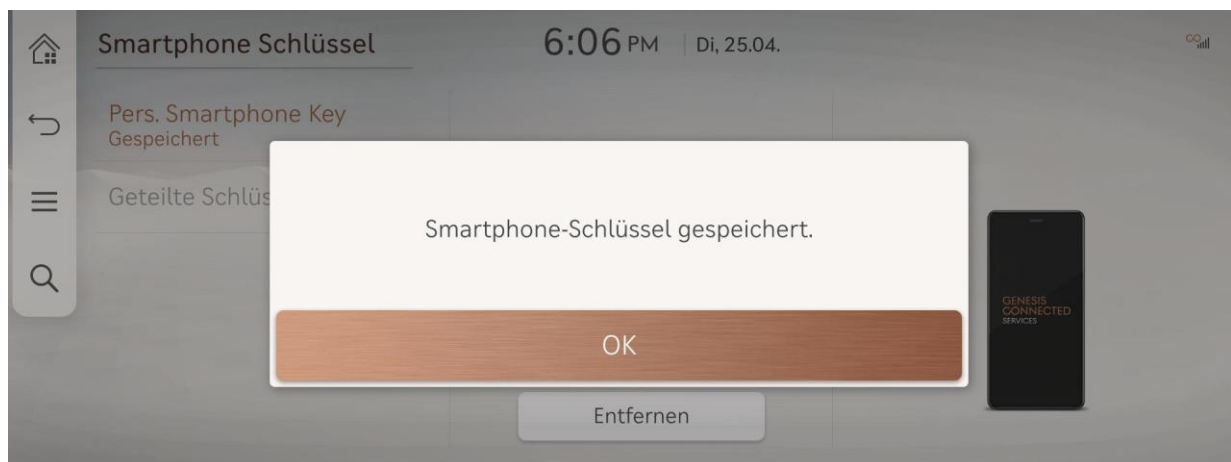 Smartphone Schlüssel
6:06 PM
Di, 25.04.
Pers. Smartphone Key
Gespeichert
Geteilte Schlüs
Smartphone-Schlüssel gespeichert.
OK
GENESIS
CONNECTED
SERVICES
Entfernen